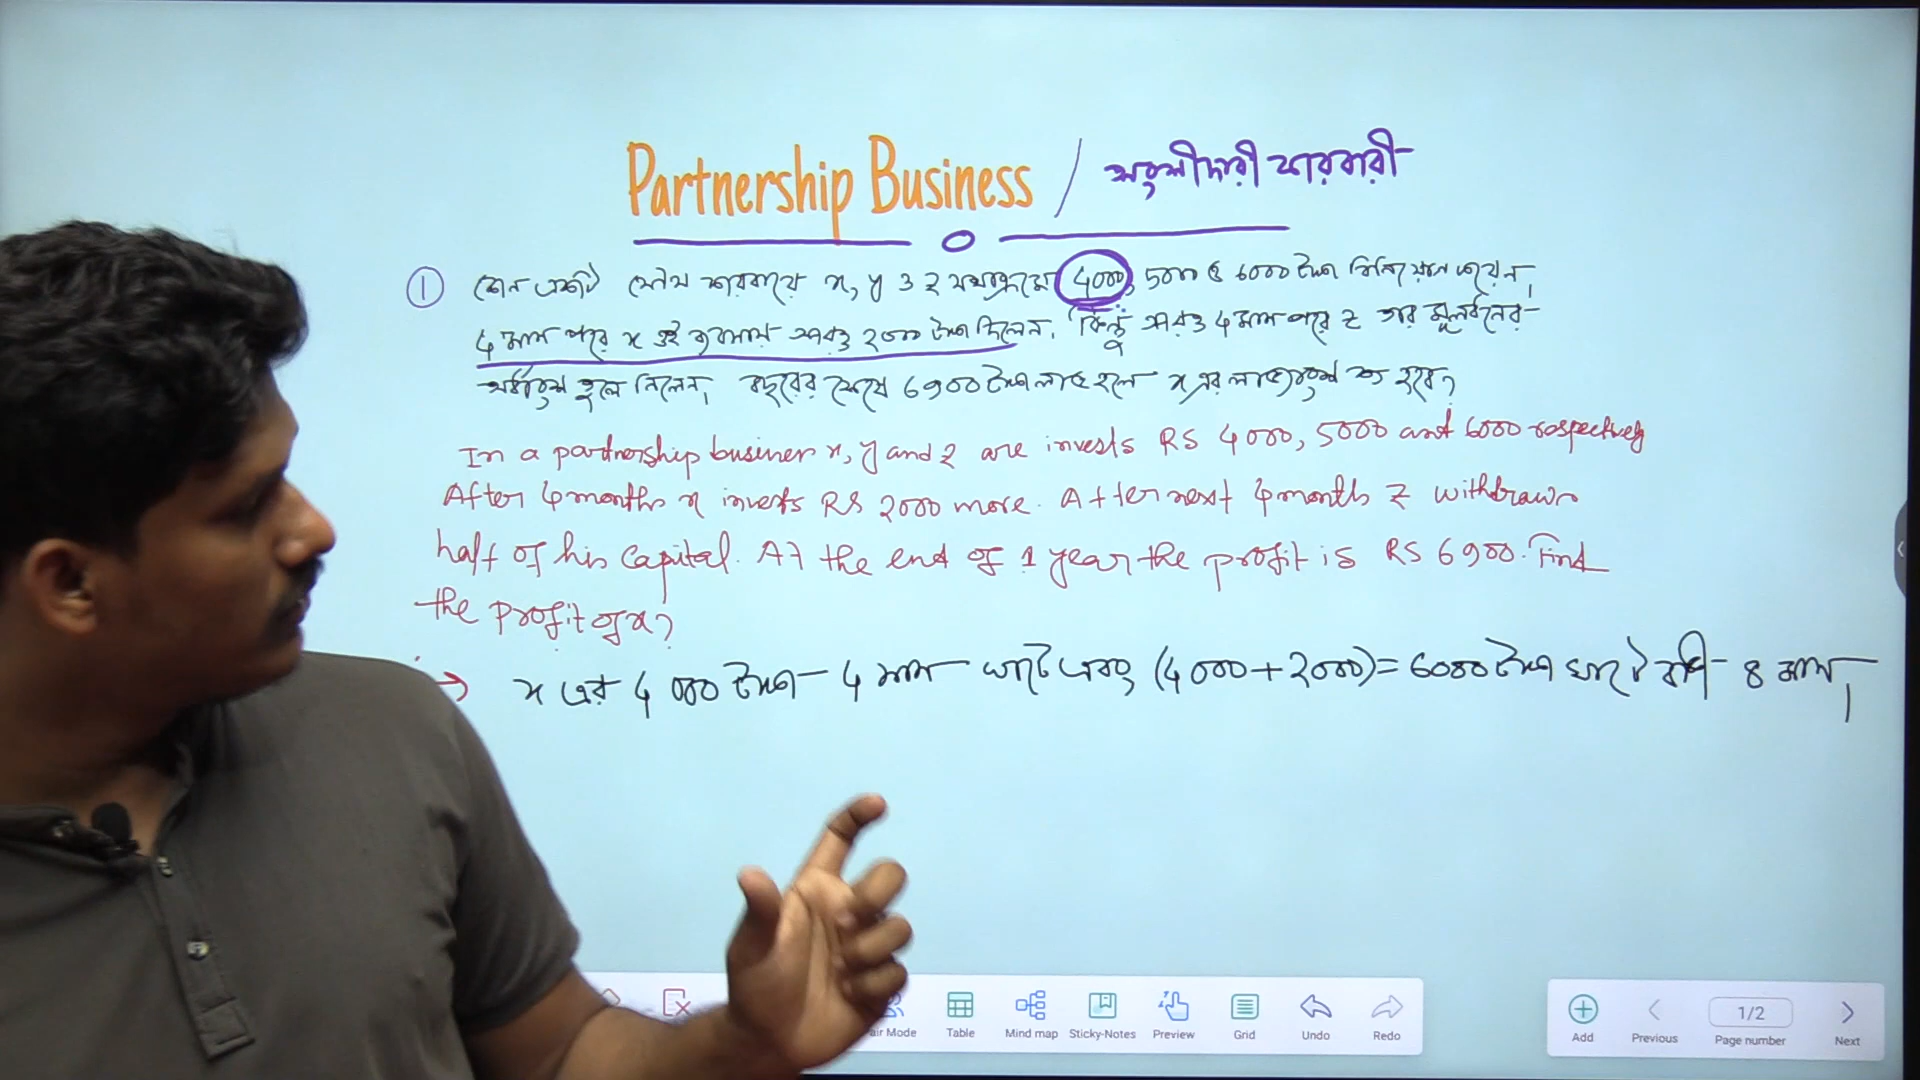 Partnership Business / অংশীদারী কারবারী
① কোন একটি যৌথ কারবারে x, y ও z যথাক্রমে 4000, 5000 ও 6000 টাকা বিনিয়োগ করেন।
4 মাস পরে x ওই ব্যবসায় আরও 2000 টাকা দিলেন। কিন্তু আরও 4 মাস পরে z তার মূলধনের
অর্ধাংশ তুলে নিলেন। বছরের শেষে 6900 টাকা লাভ হলে x এর লাভ্যাংশ কত হবে?
In a partnership business x, y and z are invests RS 4000, 5000 and 6000 respectively
After 4 months x invests RS 2000 more. After next 4 month z withdrawn
half of his capital. At the end of 1 year the profit is RS 6900. Find
the profit of x?
→ x এর 4000 টাকা 4 মাস খাটে এবং (4000+2000)= 6000 টাকা খাটে বাকি 8 মাস।
Table Mind map Sticky-Notes Preview Grid Undo Redo
Add Previous 1/2 Page number Next